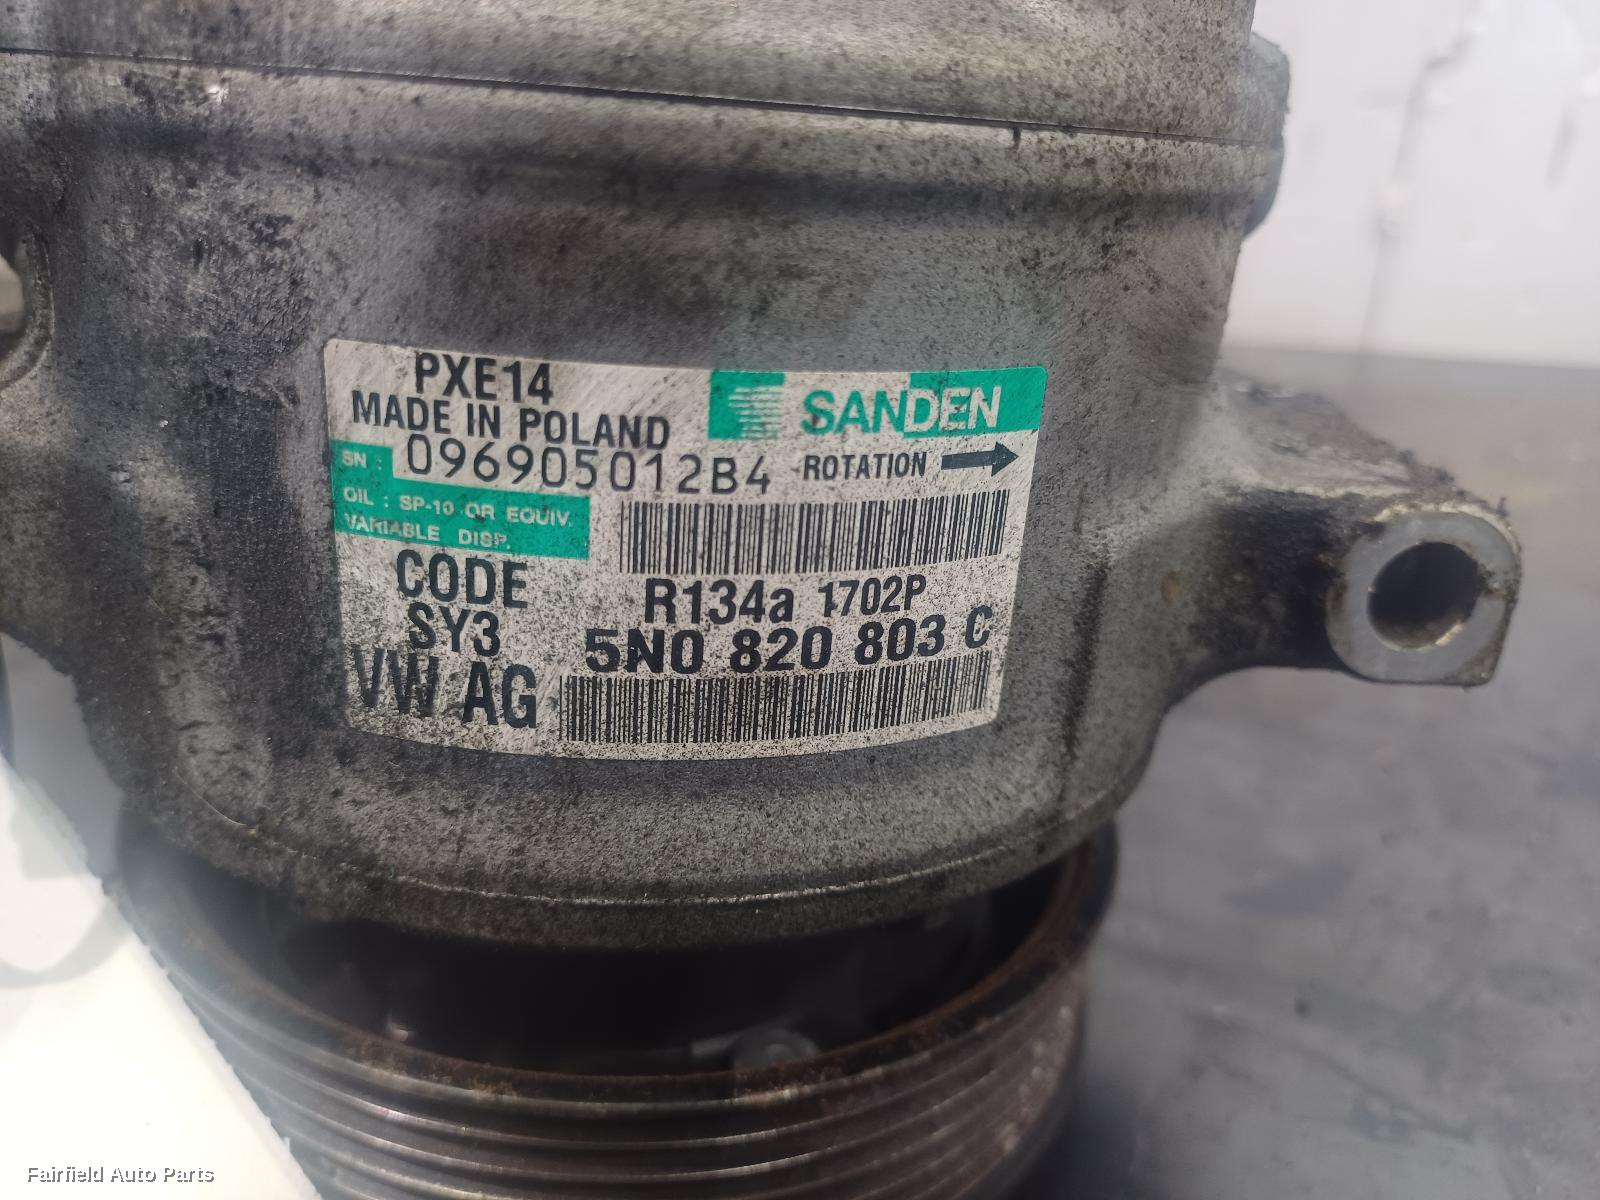 PXE14
MADE IN POLAND
SANDEN
SN : 096905012B4
ROTATION
OIL : SP-10 OR EQUIV.
VARIABLE DISP.
CODE
SY3
VW AG
R134a 1702P
5N0 820 803 C
Fairfield Auto Parts